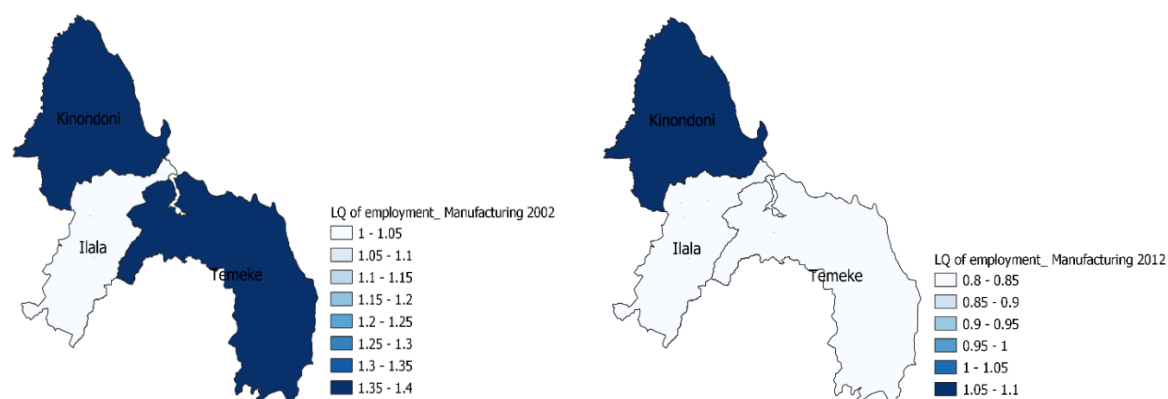 Kinondoni
Ilala
Temeke
LQ of employment_ Manufacturing 2002
1 - 1.05
1.05 - 1.1
1.1 - 1.15
1.15 - 1.2
1.2 - 1.25
1.25 - 1.3
1.3 - 1.35
1.35 - 1.4
Kinondoni
Ilala
Temeke
LQ of employment_ Manufacturing 2012
0.8 - 0.85
0.85 - 0.9
0.9 - 0.95
0.95 - 1
1 - 1.05
1.05 - 1.1